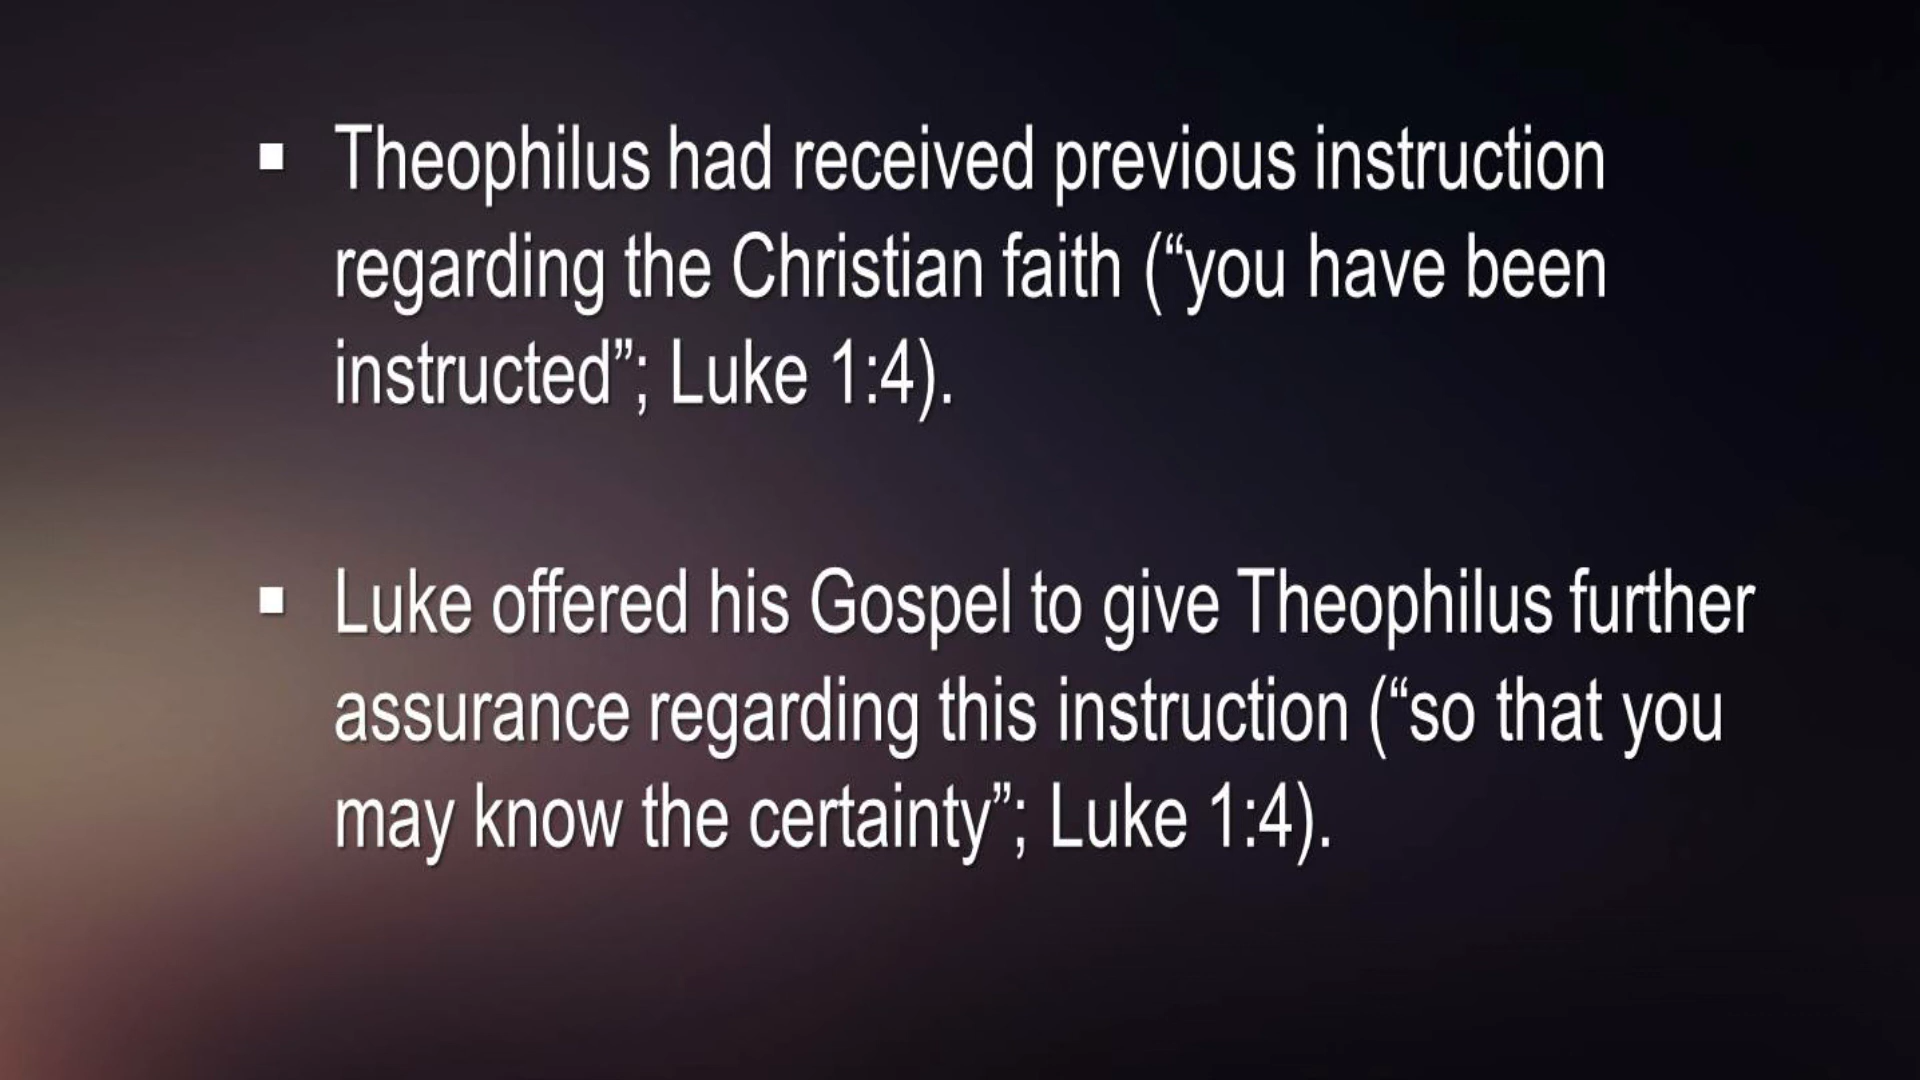 ▪ Theophilus had received previous instruction
regarding the Christian faith (“you have been
instructed”; Luke 1:4).
▪ Luke offered his Gospel to give Theophilus further
assurance regarding this instruction (“so that you
may know the certainty”; Luke 1:4).